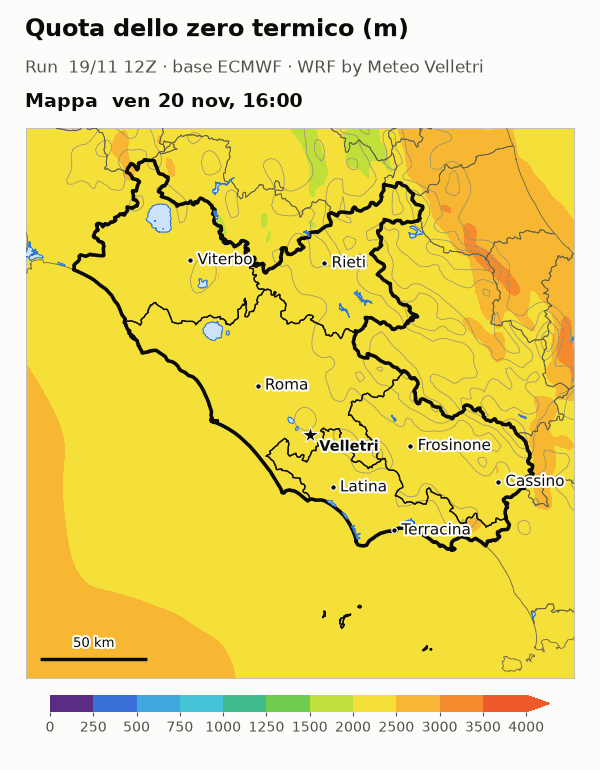 Quota dello zero termico (m)
Run 19/11 12Z · base ECMWF · WRF by Meteo Velletri
Mappa ven 20 nov, 16:00
Viterbo
Rieti
Roma
Velletri
Frosinone
Cassino
Latina
Terracina
50 km
0 250 500 750 1000 1250 1500 2000 2500 3000 3500 4000